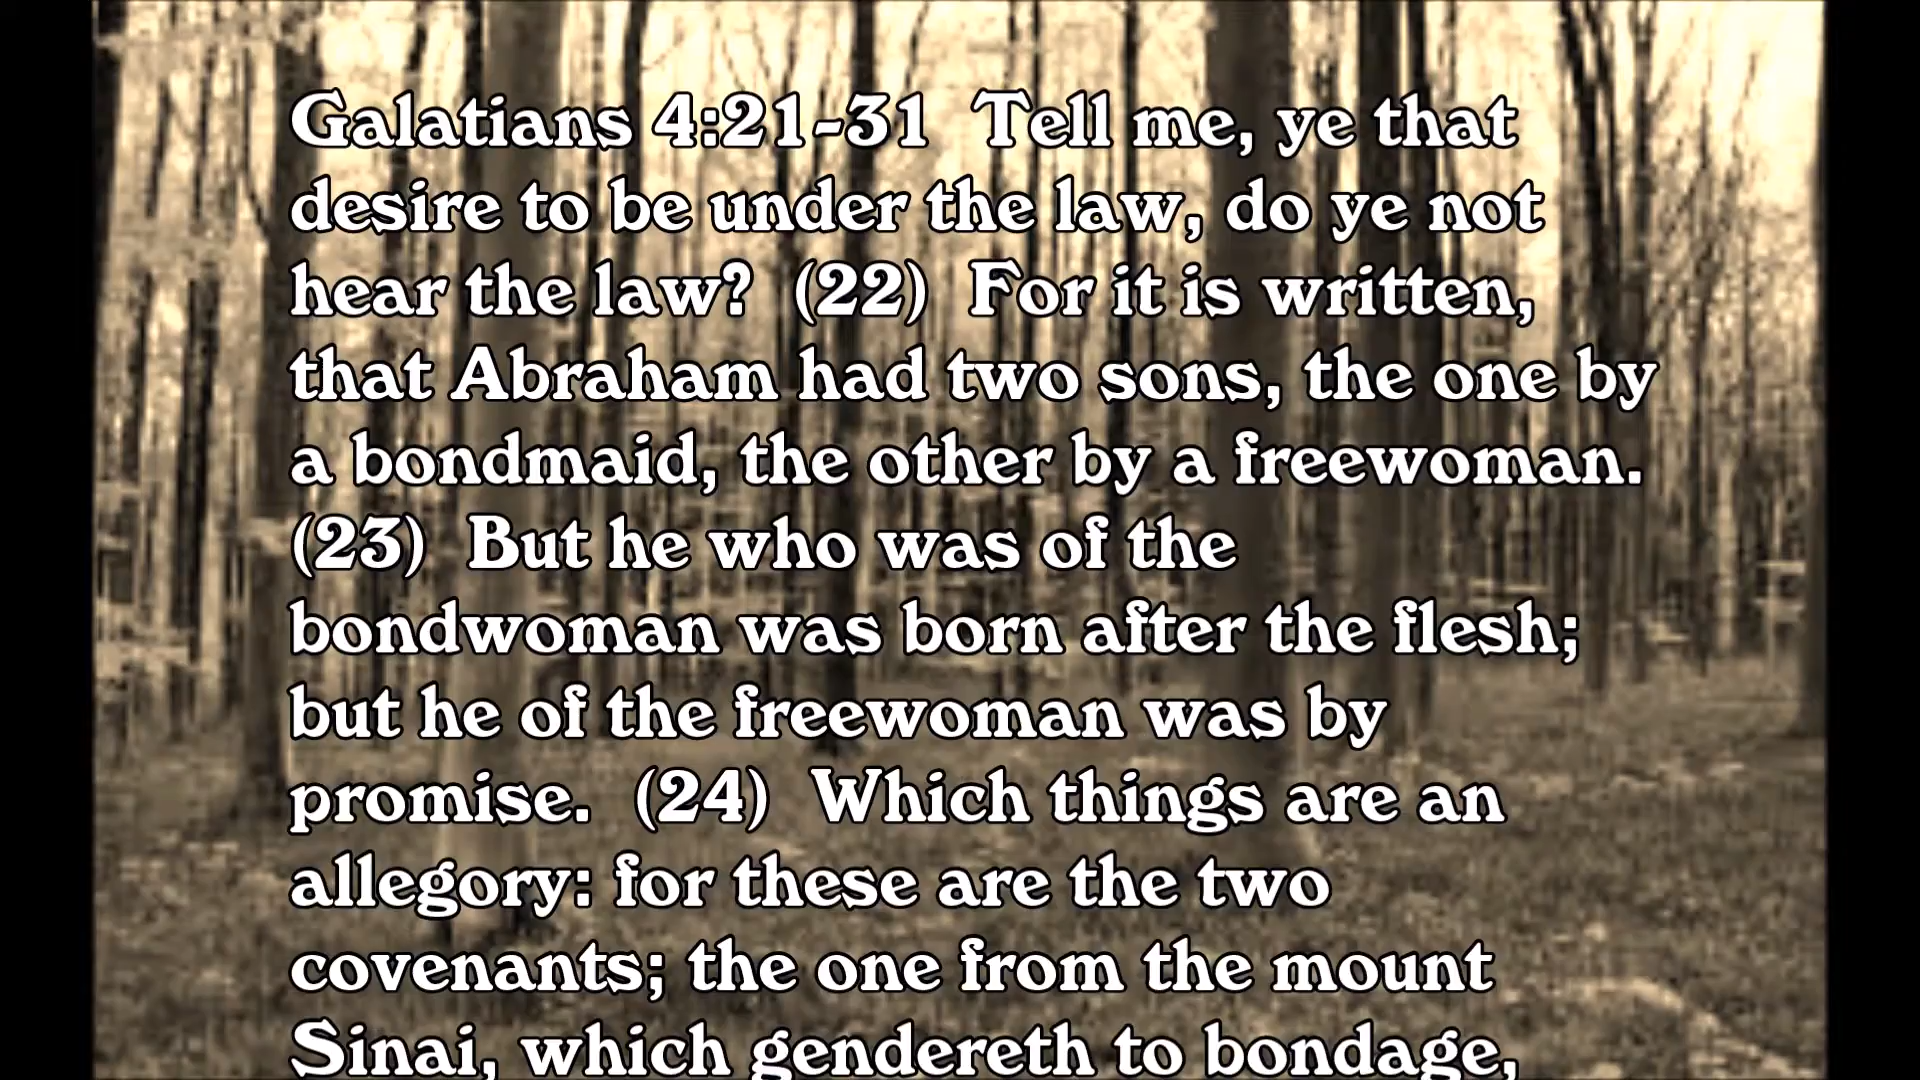 Galatians 4:21-31  Tell me, ye that
desire to be under the law, do ye not
hear the law?  (22)  For it is written,
that Abraham had two sons, the one by
a bondmaid, the other by a freewoman.
(23)  But he who was of the
bondwoman was born after the flesh;
but he of the freewoman was by
promise.  (24)  Which things are an
allegory: for these are the two
covenants; the one from the mount
Sinai, which gendereth to bondage,